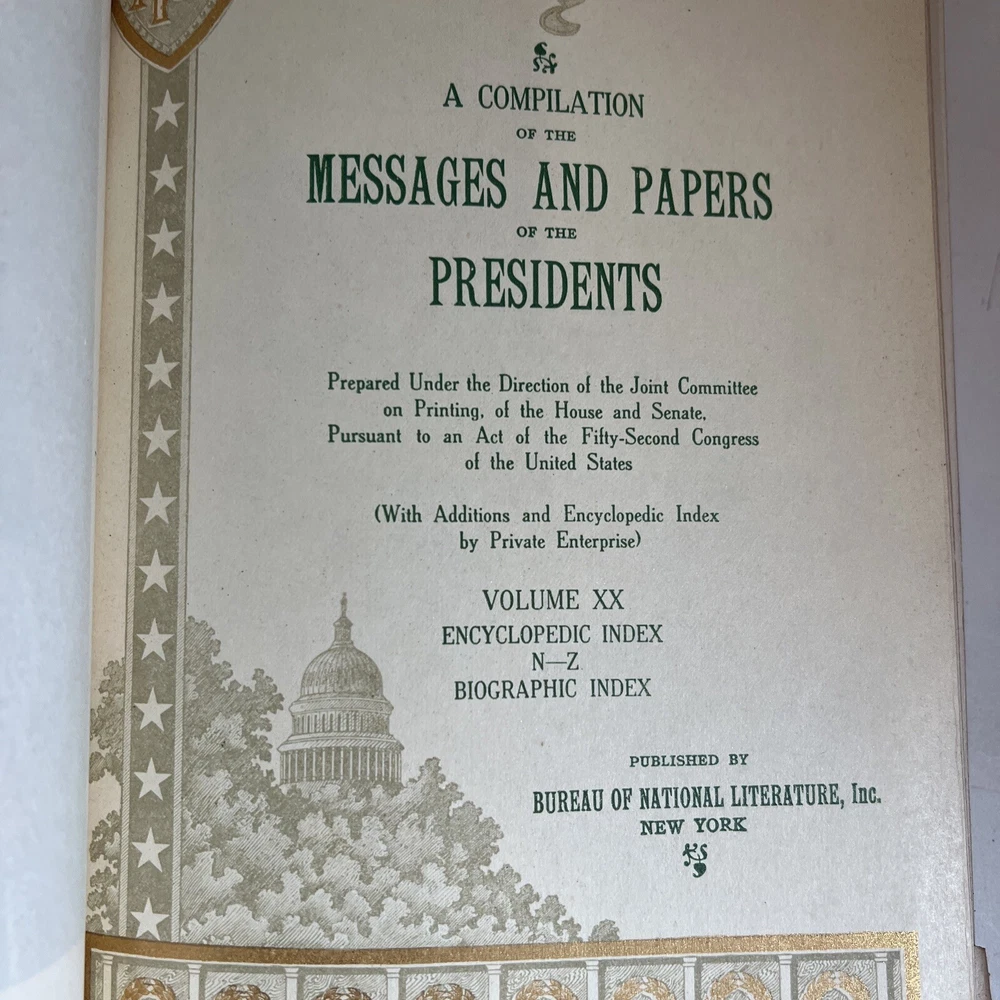 A COMPILATION
OF THE
MESSAGES AND PAPERS
OF THE
PRESIDENTS
Prepared Under the Direction of the Joint Committee
on Printing, of the House and Senate,
Pursuant to an Act of the Fifty-Second Congress
of the United States
(With Additions and Encyclopedic Index
by Private Enterprise)
VOLUME XX
ENCYCLOPEDIC INDEX
N—Z
BIOGRAPHIC INDEX
PUBLISHED BY
BUREAU OF NATIONAL LITERATURE, Inc.
NEW YORK